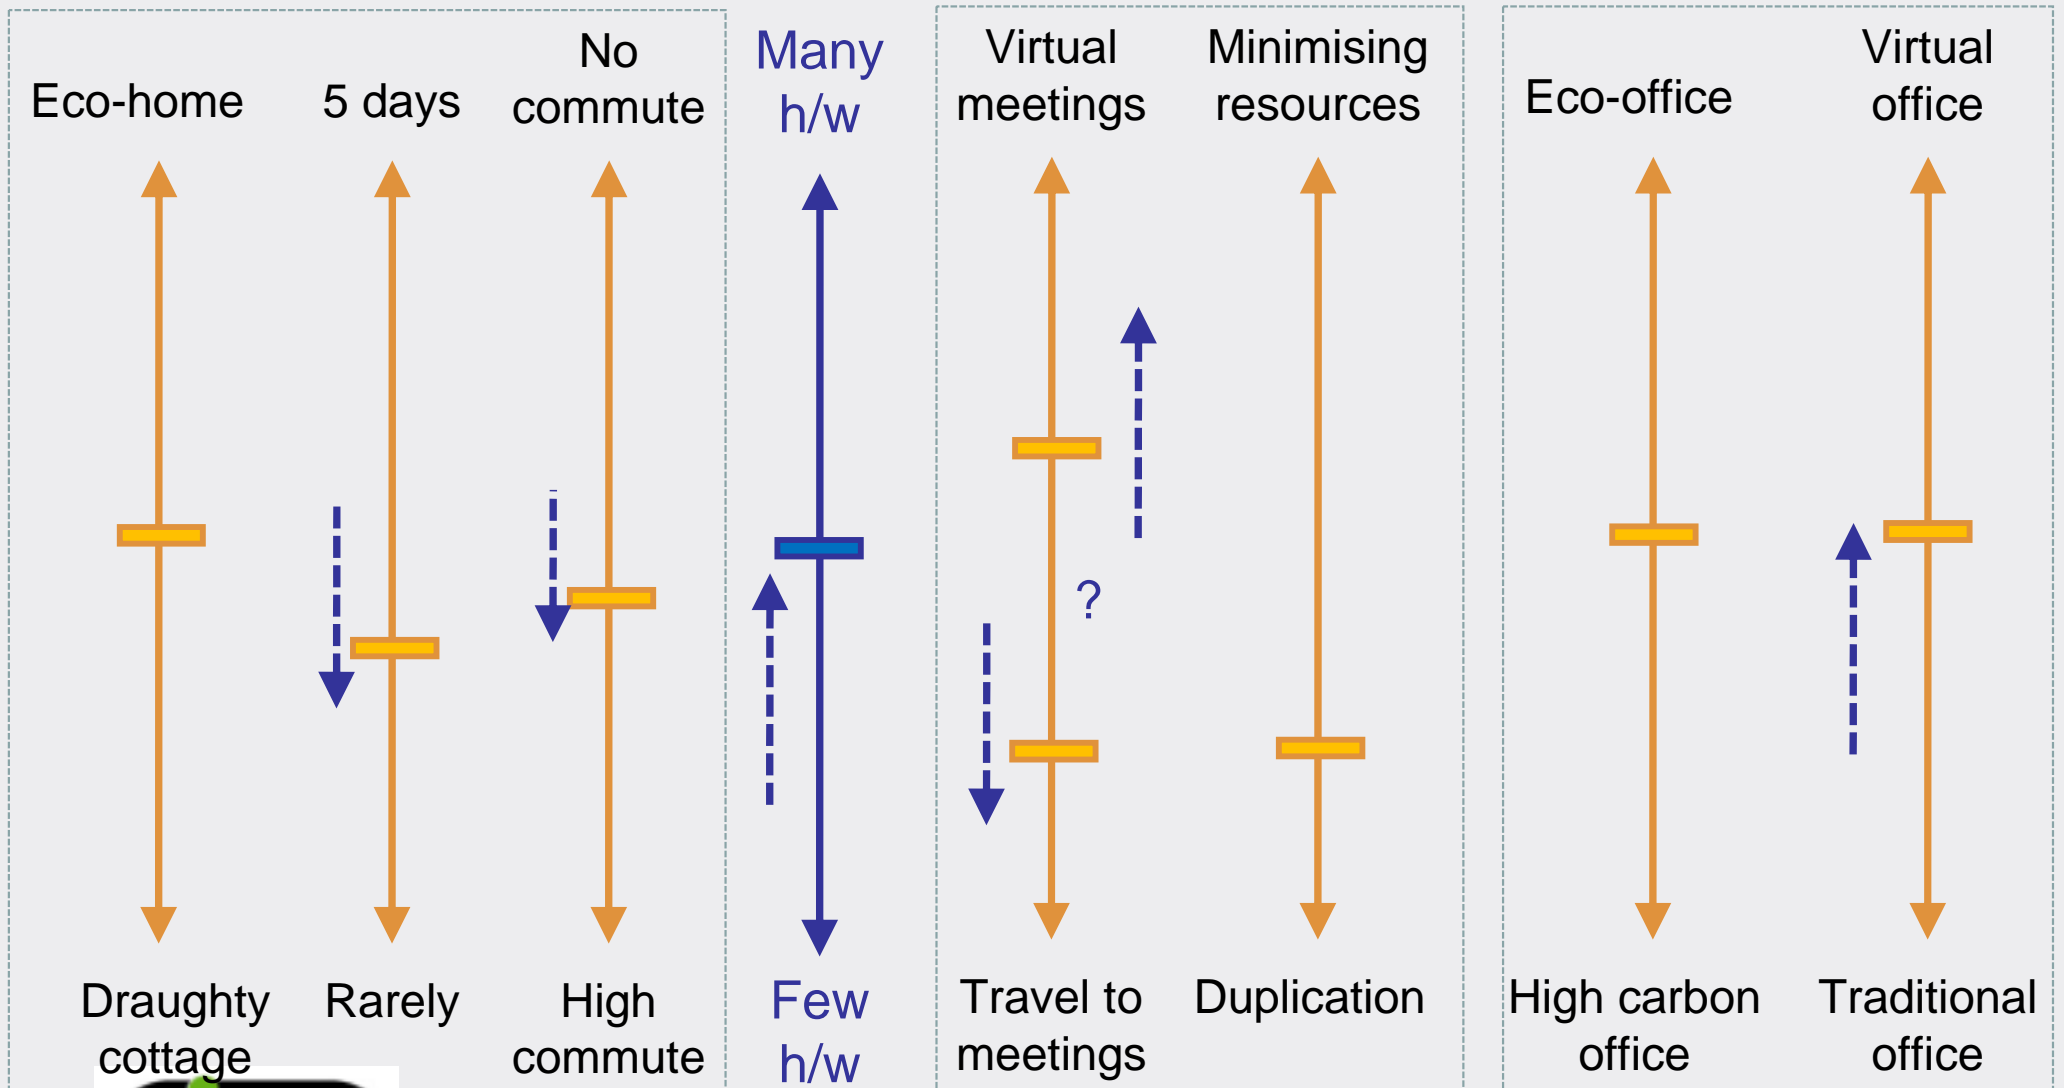 Eco-home
5 days
No
commute
Many
h/w
Virtual
meetings
Minimising
resources
Eco-office
Virtual
office
?
Draughty
cottage
Rarely
High
commute
Few
h/w
Travel to
meetings
Duplication
High carbon
office
Traditional
office